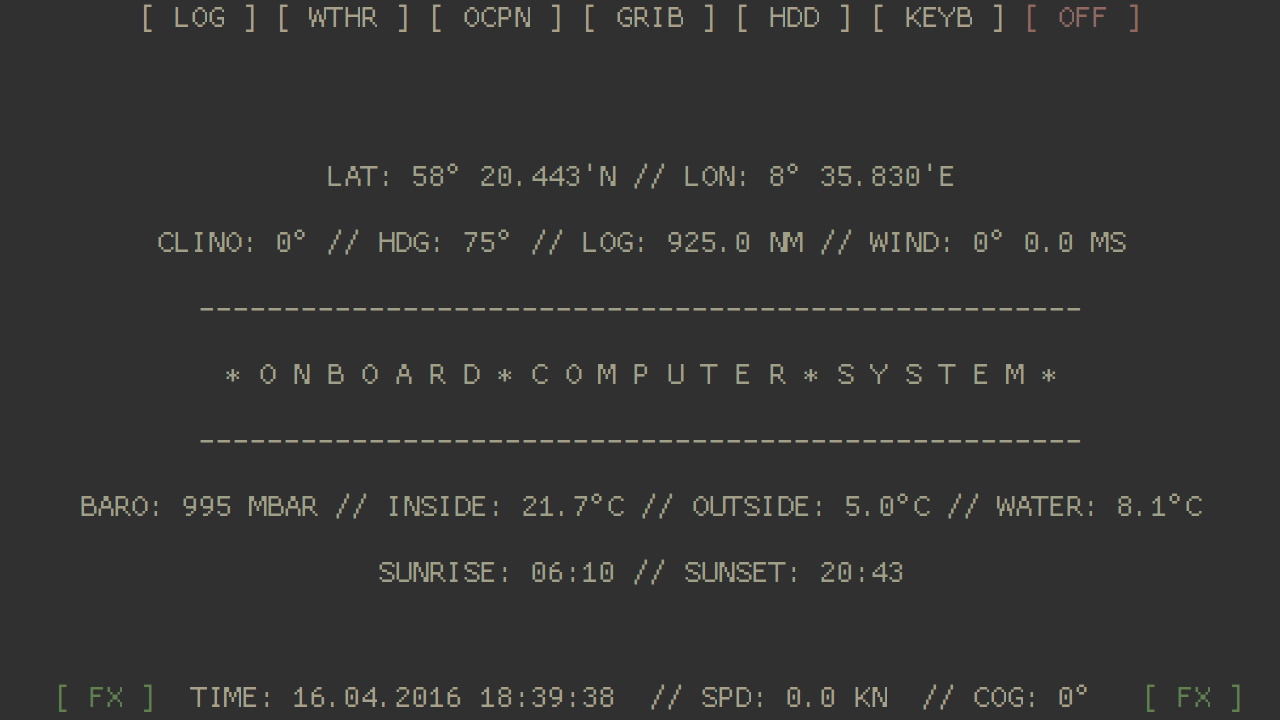 [ LOG ] [ WTHR ] [ OCPN ] [ GRIB ] [ HDD ] [ KEYB ] [ OFF ]
LAT: 58° 20.443'N // LON: 8° 35.830'E
CLINO: 0° // HDG: 75° // LOG: 925.0 NM // WIND: 0° 0.0 MS
----------------------------------------------------
* O N B O A R D * C O M P U T E R * S Y S T E M *
----------------------------------------------------
BARO: 995 MBAR // INSIDE: 21.7°C // OUTSIDE: 5.0°C // WATER: 8.1°C
SUNRISE: 06:10 // SUNSET: 20:43
[ FX ] TIME: 16.04.2016 18:39:38 // SPD: 0.0 KN // COG: 0° [ FX ]